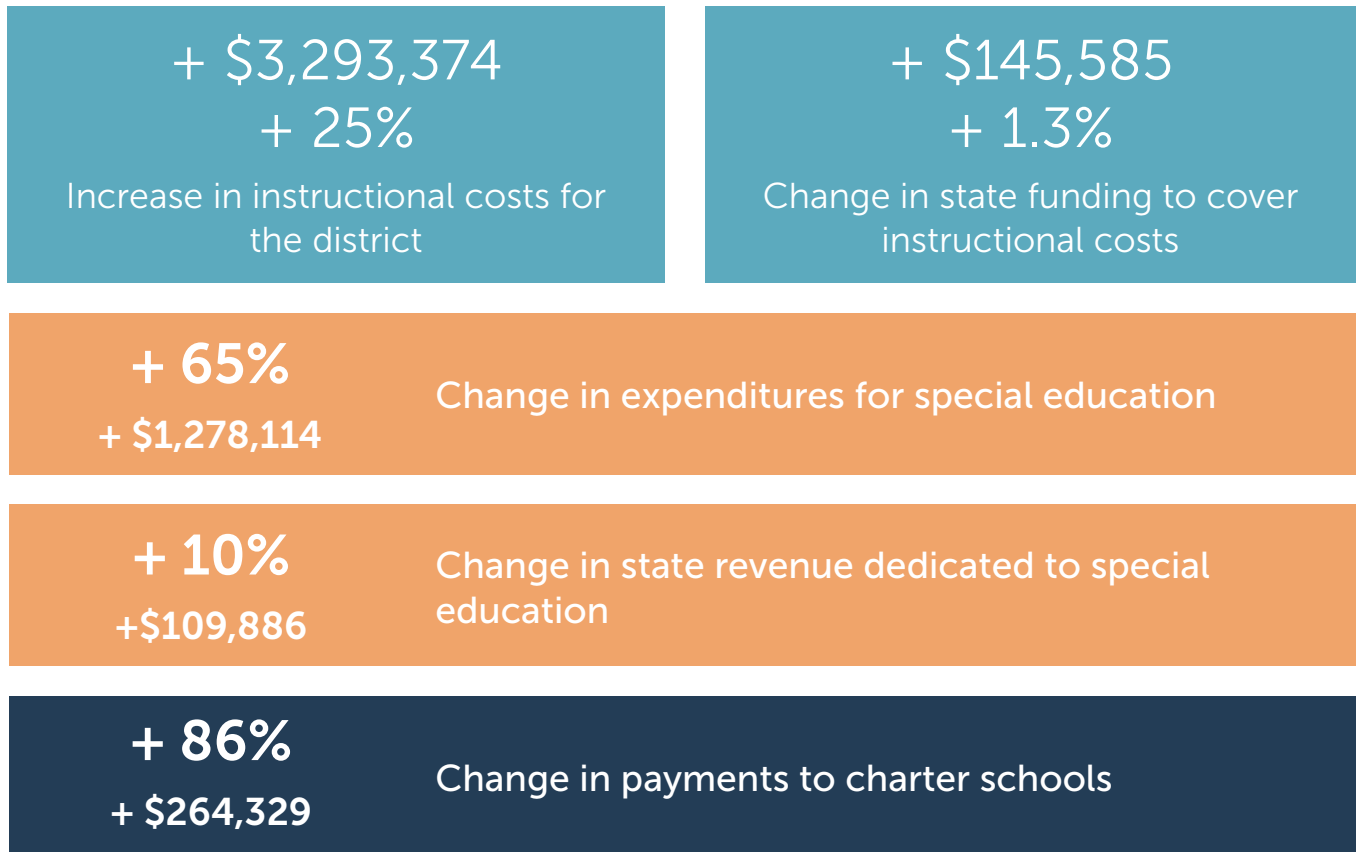 + $3,293,374
+ 25%
Increase in instructional costs for
the district
+ $145,585
+ 1.3%
Change in state funding to cover
instructional costs
+ 65%
+ $1,278,114
Change in expenditures for special education
+ 10%
+$109,886
Change in state revenue dedicated to special
education
+ 86%
+ $264,329
Change in payments to charter schools